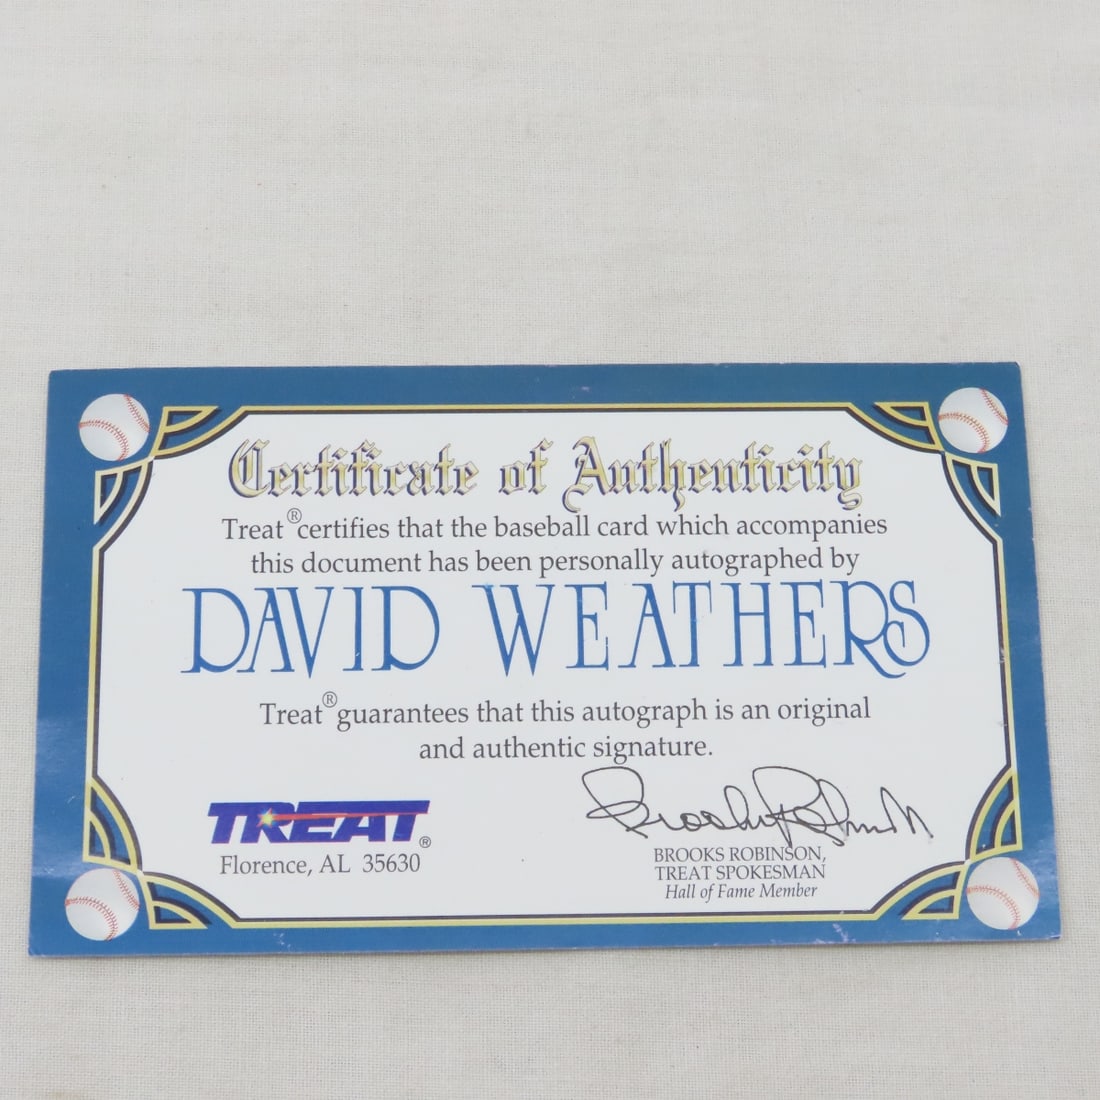 Certificate of Authenticity
Treat® certifies that the baseball card which accompanies
this document has been personally autographed by
DAVID WEATHERS
Treat® guarantees that this autograph is an original
and authentic signature.
Brooks Robinson
TREAT®
Florence, AL 35630
BROOKS ROBINSON,
TREAT SPOKESMAN
Hall of Fame Member